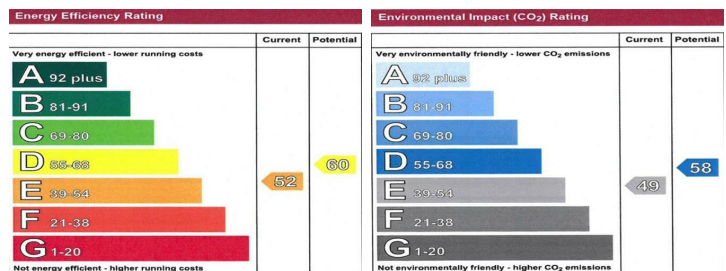 Energy Efficiency Rating
Current Potential
Very energy efficient - lower running costs
A 92 plus
B 81-91
C 69-80
D 55-68
E 39-54
F 21-38
G 1-20
52
60
Not energy efficient - higher running costs
Environmental Impact (CO₂) Rating
Current Potential
Very environmentally friendly - lower CO₂ emissions
A 92 plus
B 81-91
C 69-80
D 55-68
E 39-54
F 21-38
G 1-20
49
58
Not environmentally friendly - higher CO₂ emissions